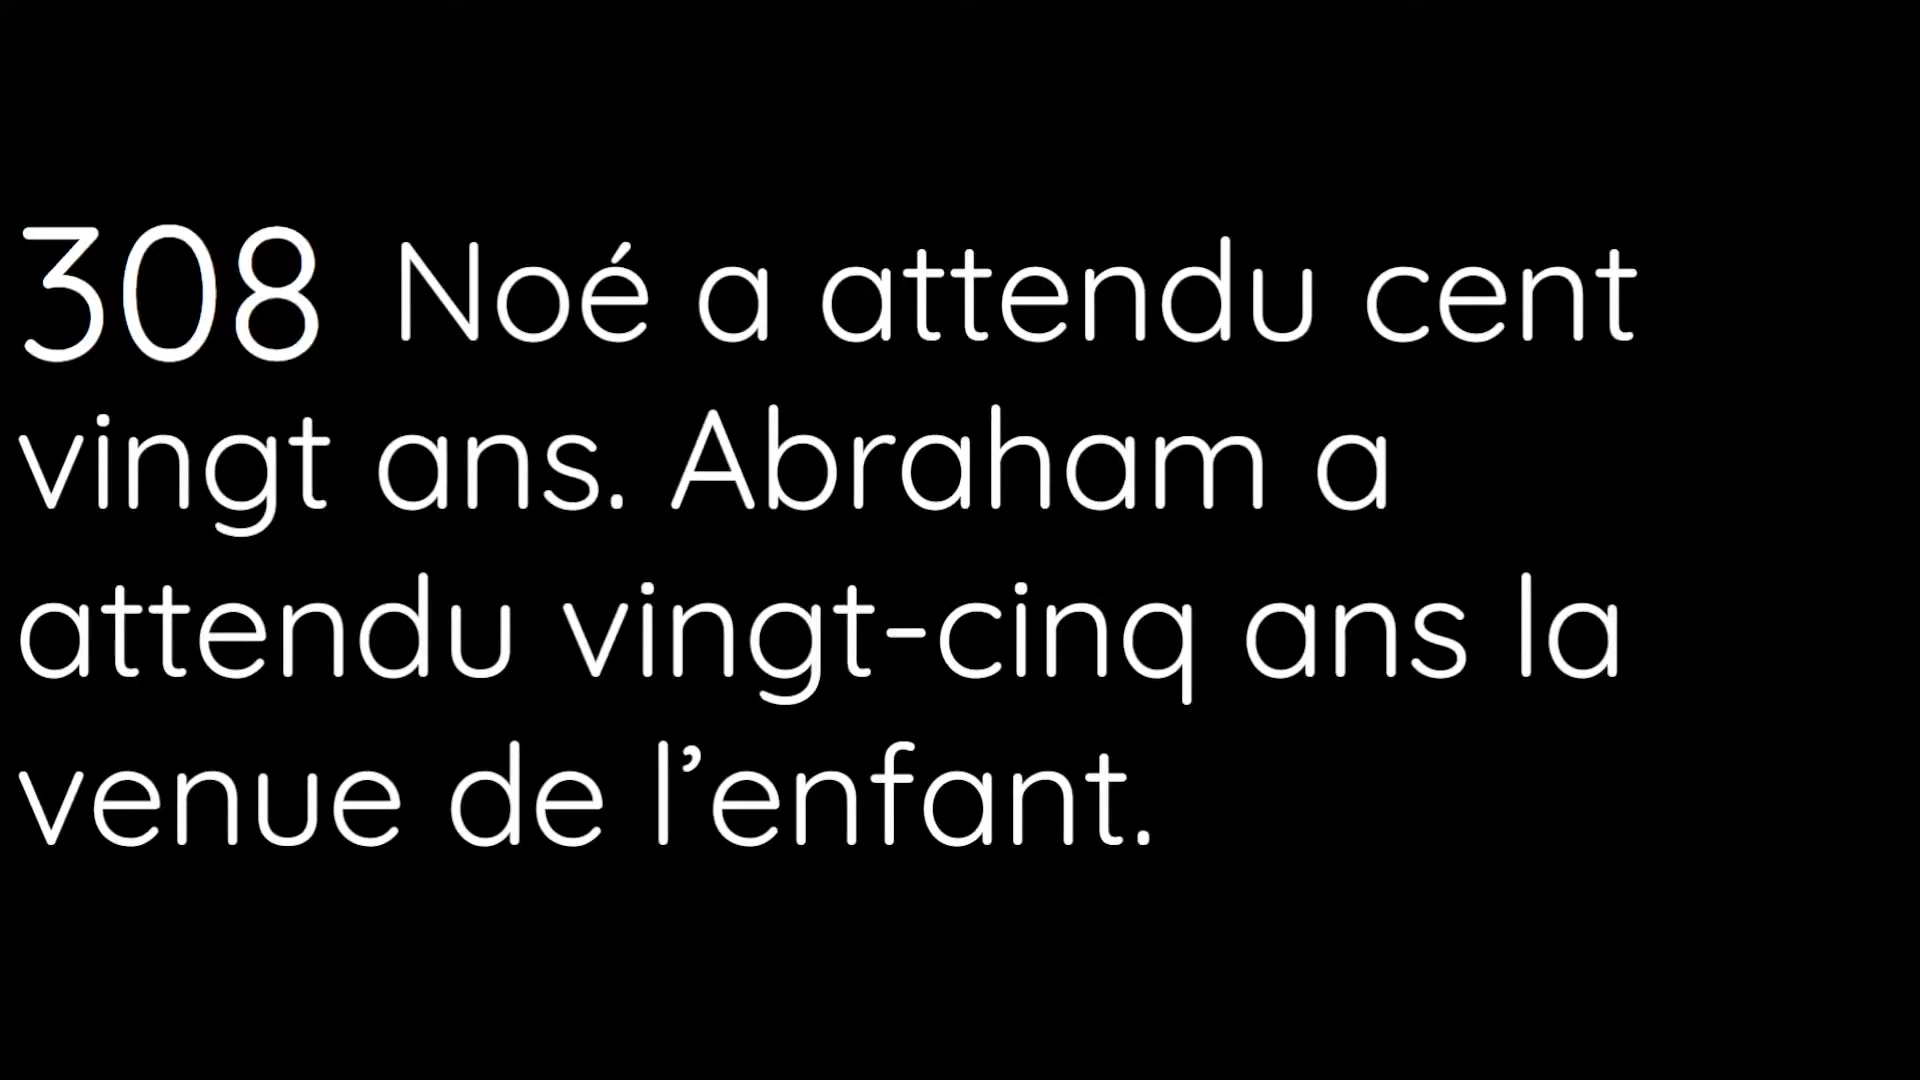 308 Noé a attendu cent
vingt ans. Abraham a
attendu vingt-cinq ans la
venue de l’enfant.